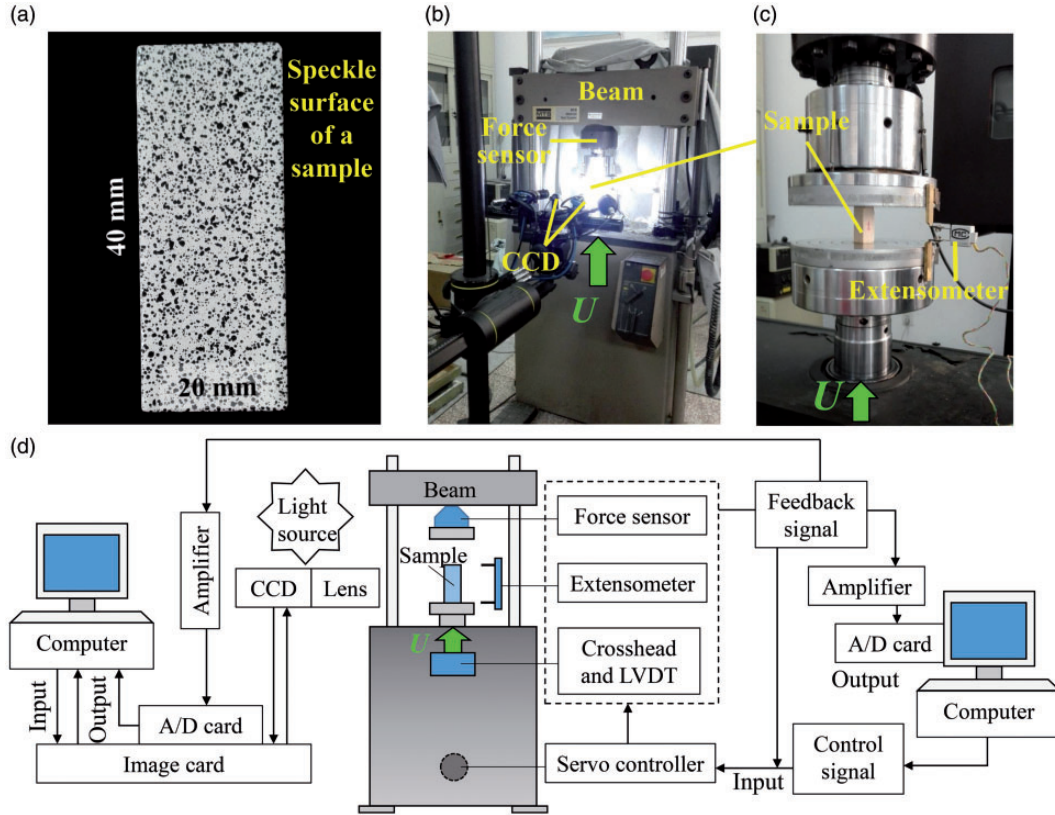 (a)
Speckle
surface
of a
sample
40 mm
20 mm
(b)
Beam
Force
sensor
CCD
U
(c)
Sample
Extensometer
U
(d)
Computer
Input
Output
Amplifier
A/D card
Image card
Light
source
CCD
Lens
Beam
Sample
U
Force sensor
Extensometer
Crosshead
and LVDT
Servo controller
Feedback
signal
Amplifier
A/D card
Output
Computer
Control
signal
Input